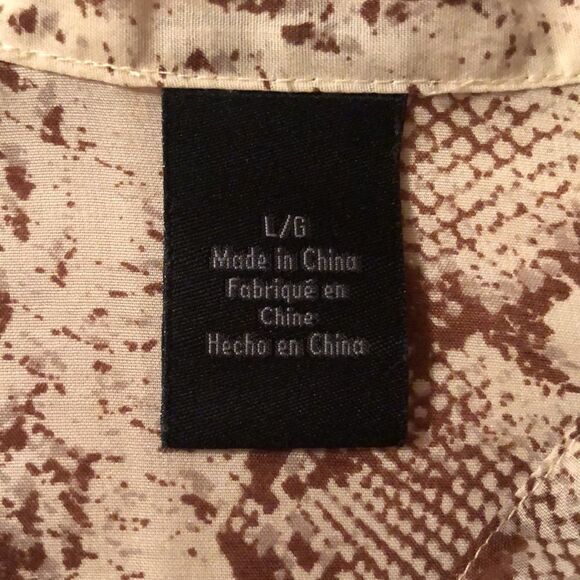 L/G
Made in China
Fabriqué en
Chine
Hecho en China